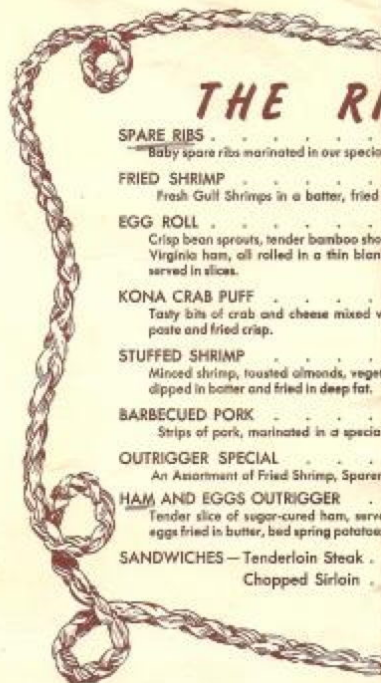 THE RI
SPARE RIBS . . . . . .
Baby spare ribs marinated in our specia
FRIED SHRIMP . . . . .
Fresh Gulf Shrimps in a batter, fried
EGG ROLL . . . . . .
Crisp bean sprouts, tender bamboo sho
Virginia ham, all rolled in a thin blan
served in slices.
KONA CRAB PUFF . . . .
Tasty bits of crab and cheese mixed w
paste and fried crisp.
STUFFED SHRIMP . . . .
Minced shrimp, toasted almonds, veget
dipped in batter and fried in deep fat.
BARBECUED PORK . . . .
Strips of pork, marinated in a specia
OUTRIGGER SPECIAL . . .
An Assortment of Fried Shrimp, Sparer
HAM AND EGGS OUTRIGGER .
Tender slice of sugar-cured ham, serve
eggs fried in butter, bed spring potatoe
SANDWICHES — Tenderloin Steak .
Chopped Sirloin .